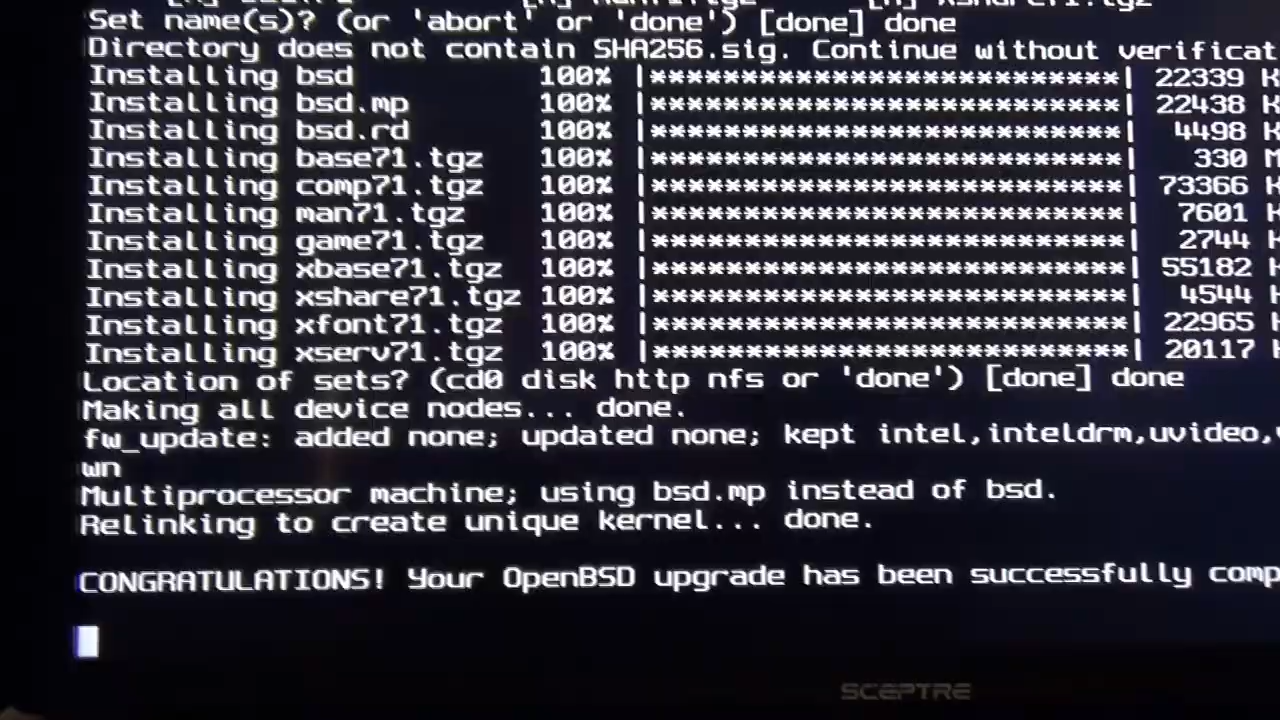 Set name(s)? (or 'abort' or 'done') [done] done
Directory does not contain SHA256.sig. Continue without
Installing bsd 100% |*************************| 22339 K
Installing bsd.mp 100% |*************************| 22438 K
Installing bsd.rd 100% |*************************| 4498 K
Installing base71.tgz 100% |*************************| 330 M
Installing comp71.tgz 100% |*************************| 73366 K
Installing man71.tgz 100% |*************************| 7601 K
Installing game71.tgz 100% |*************************| 2744 K
Installing xbase71.tgz 100% |*************************| 55182 K
Installing xshare71.tgz 100% |*************************| 4544 K
Installing xfont71.tgz 100% |*************************| 22965 K
Installing xserv71.tgz 100% |*************************| 20117 K
Location of sets? (cd0 disk http nfs or 'done') [done] done
Making all device nodes... done.
fw_update: added none; updated none; kept intel,inteldrm,uvideo,
wn
Multiprocessor machine; using bsd.mp instead of bsd.
Relinking to create unique kernel... done.
CONGRATULATIONS! Your OpenBSD upgrade has been successfully comp
SCEPTRE